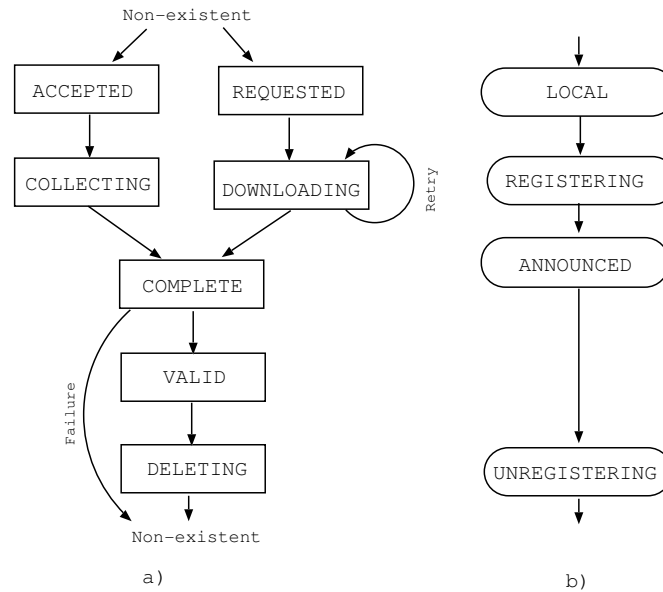 Non-existent
ACCEPTED
REQUESTED
COLLECTING
DOWNLOADING
Retry
COMPLETE
VALID
Failure
DELETING
Non-existent
a)
LOCAL
REGISTERING
ANNOUNCED
UNREGISTERING
b)